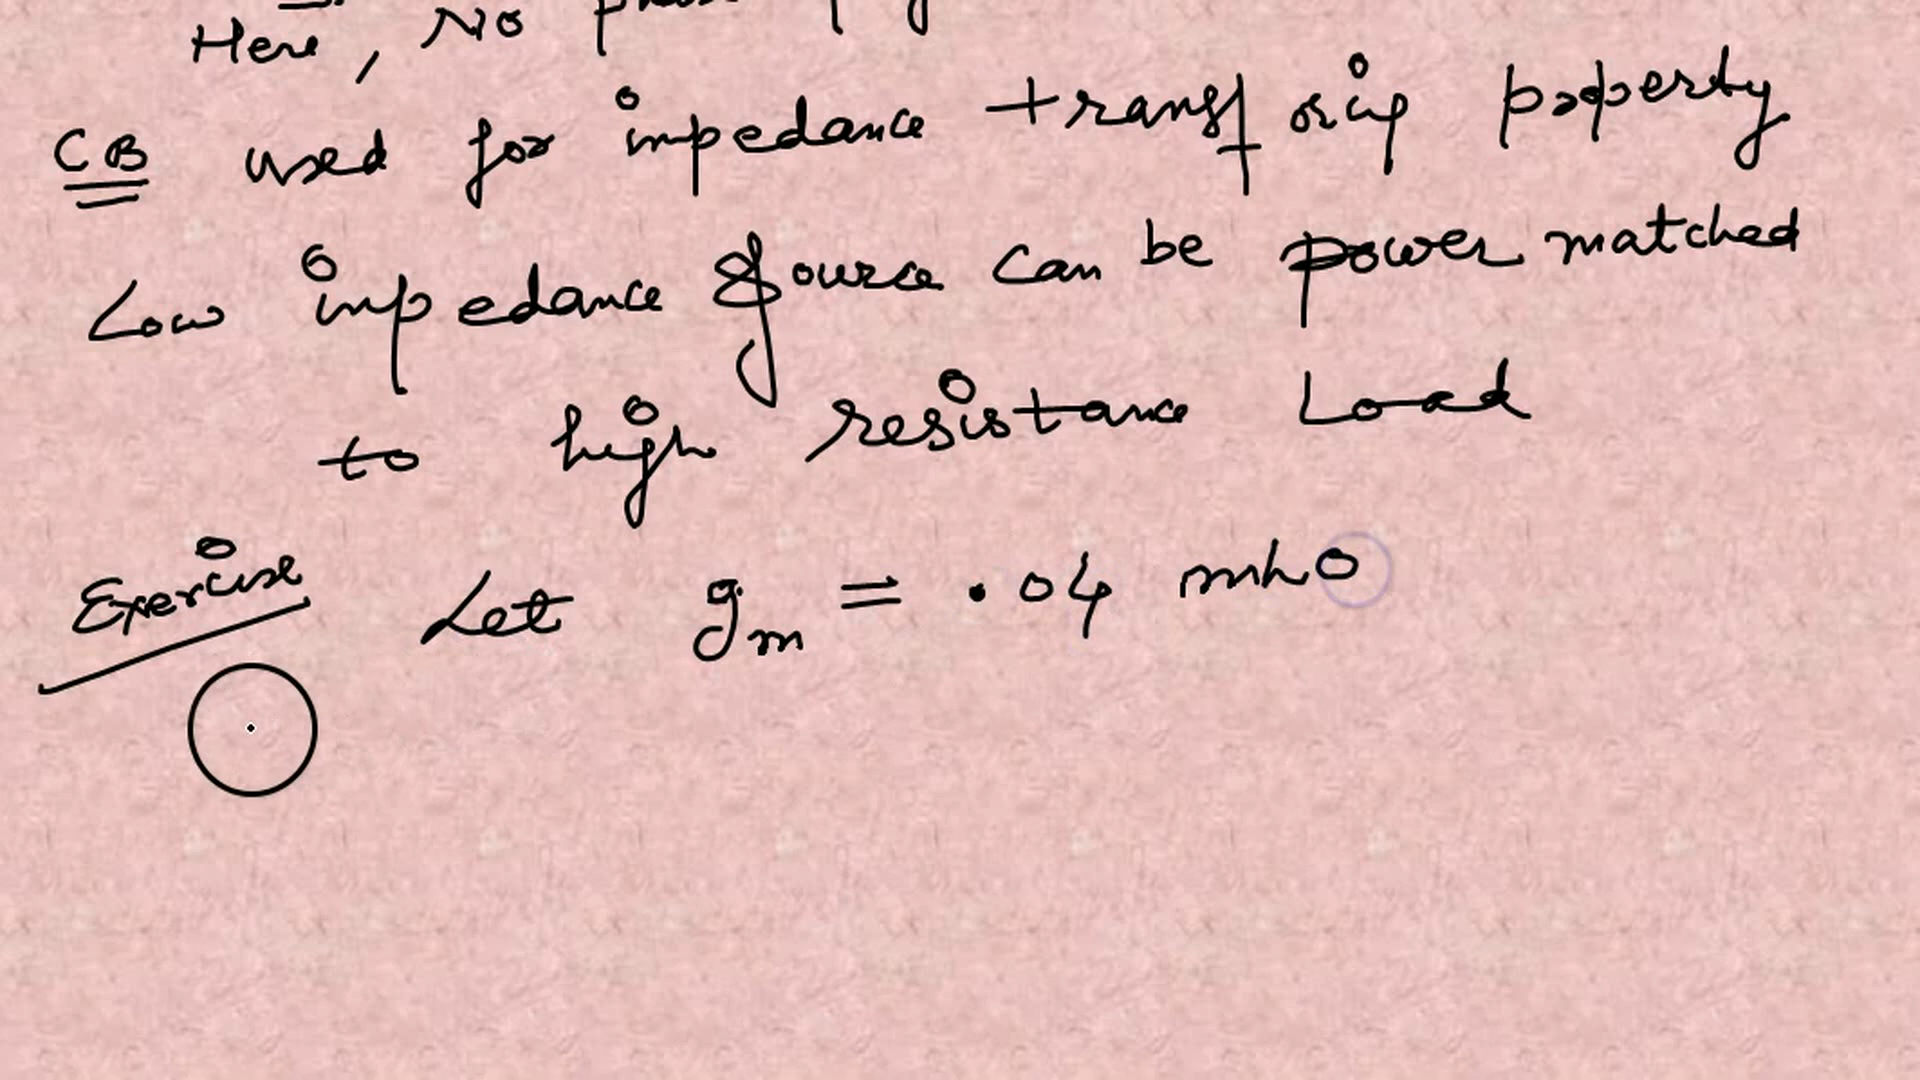 Here, No
CB used for impedance transforing property
Low impedance source can be power matched
to high resistance Load
Exercise Let gm = .04 mho